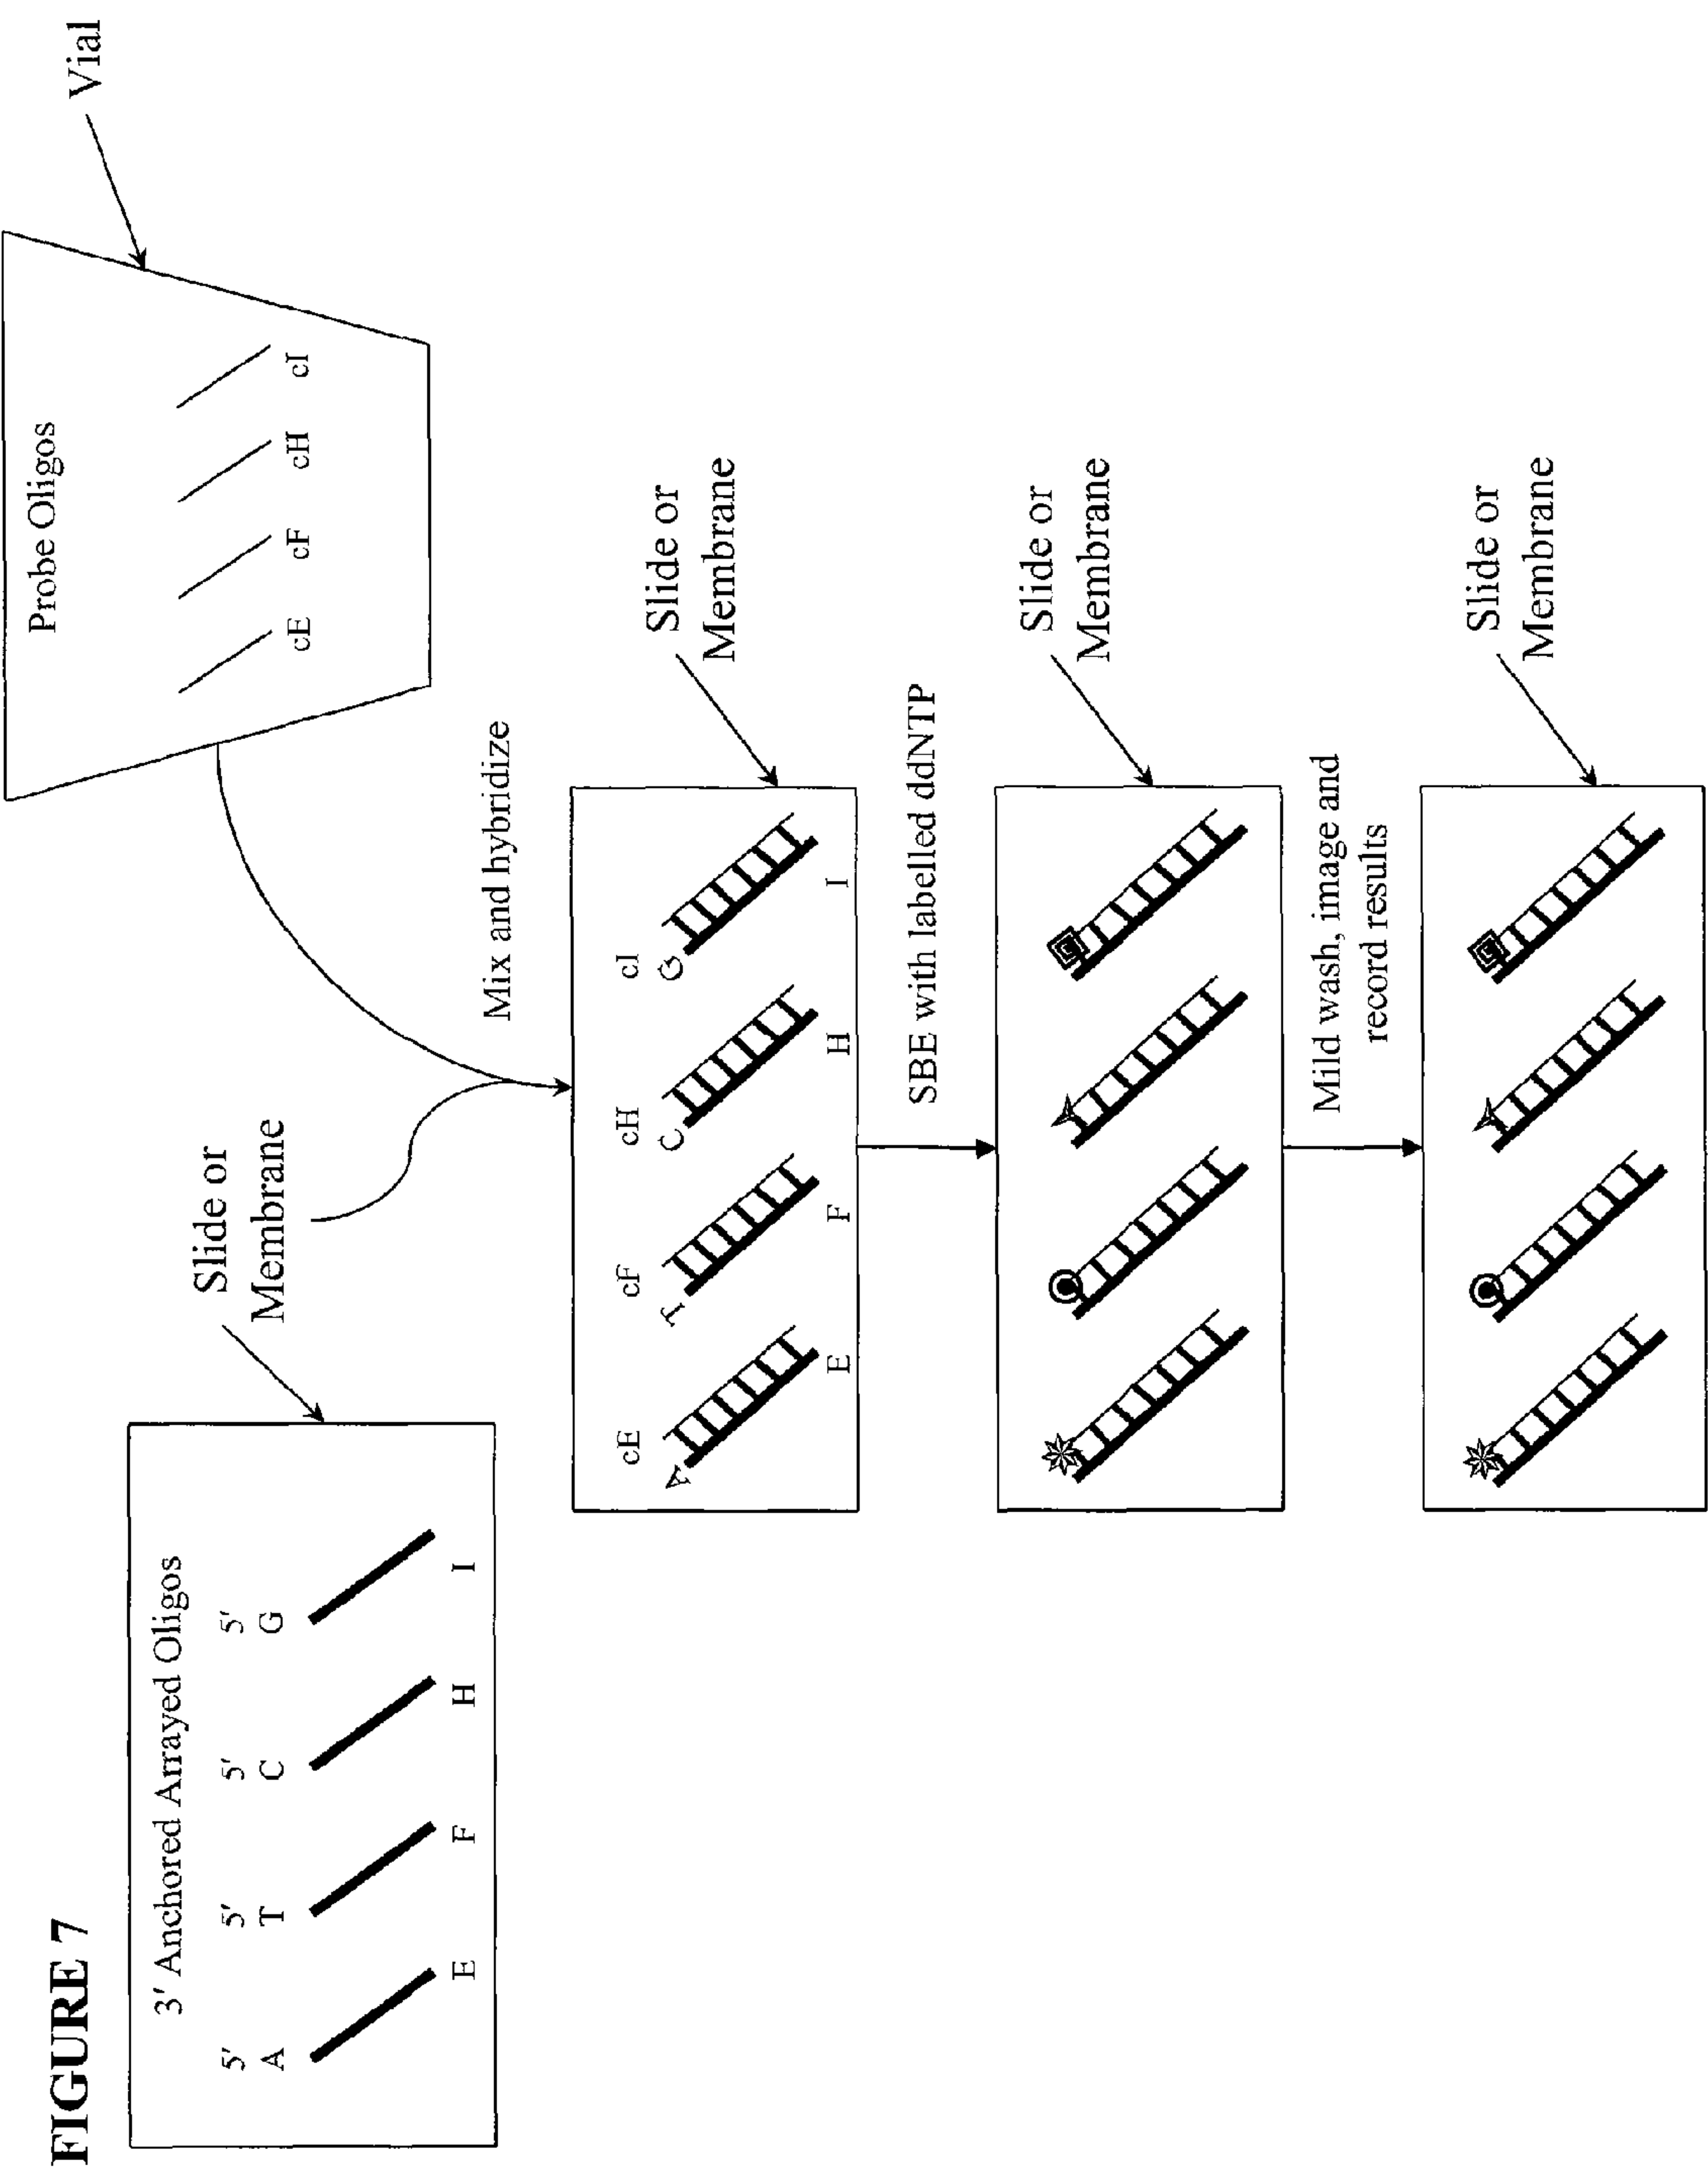 FIGURE 7
3' Anchored Arrayed Oligos
5' 5' 5' 5'
A T C G
E F H I
Slide or
Membrane
Probe Oligos
cE cF cH cI
Vial
Mix and hybridize
cE cF cH cI
A T C G
E F H I
Slide or
Membrane
SBE with labelled ddNTP
Slide or
Membrane
Mild wash, image and
record results
Slide or
Membrane